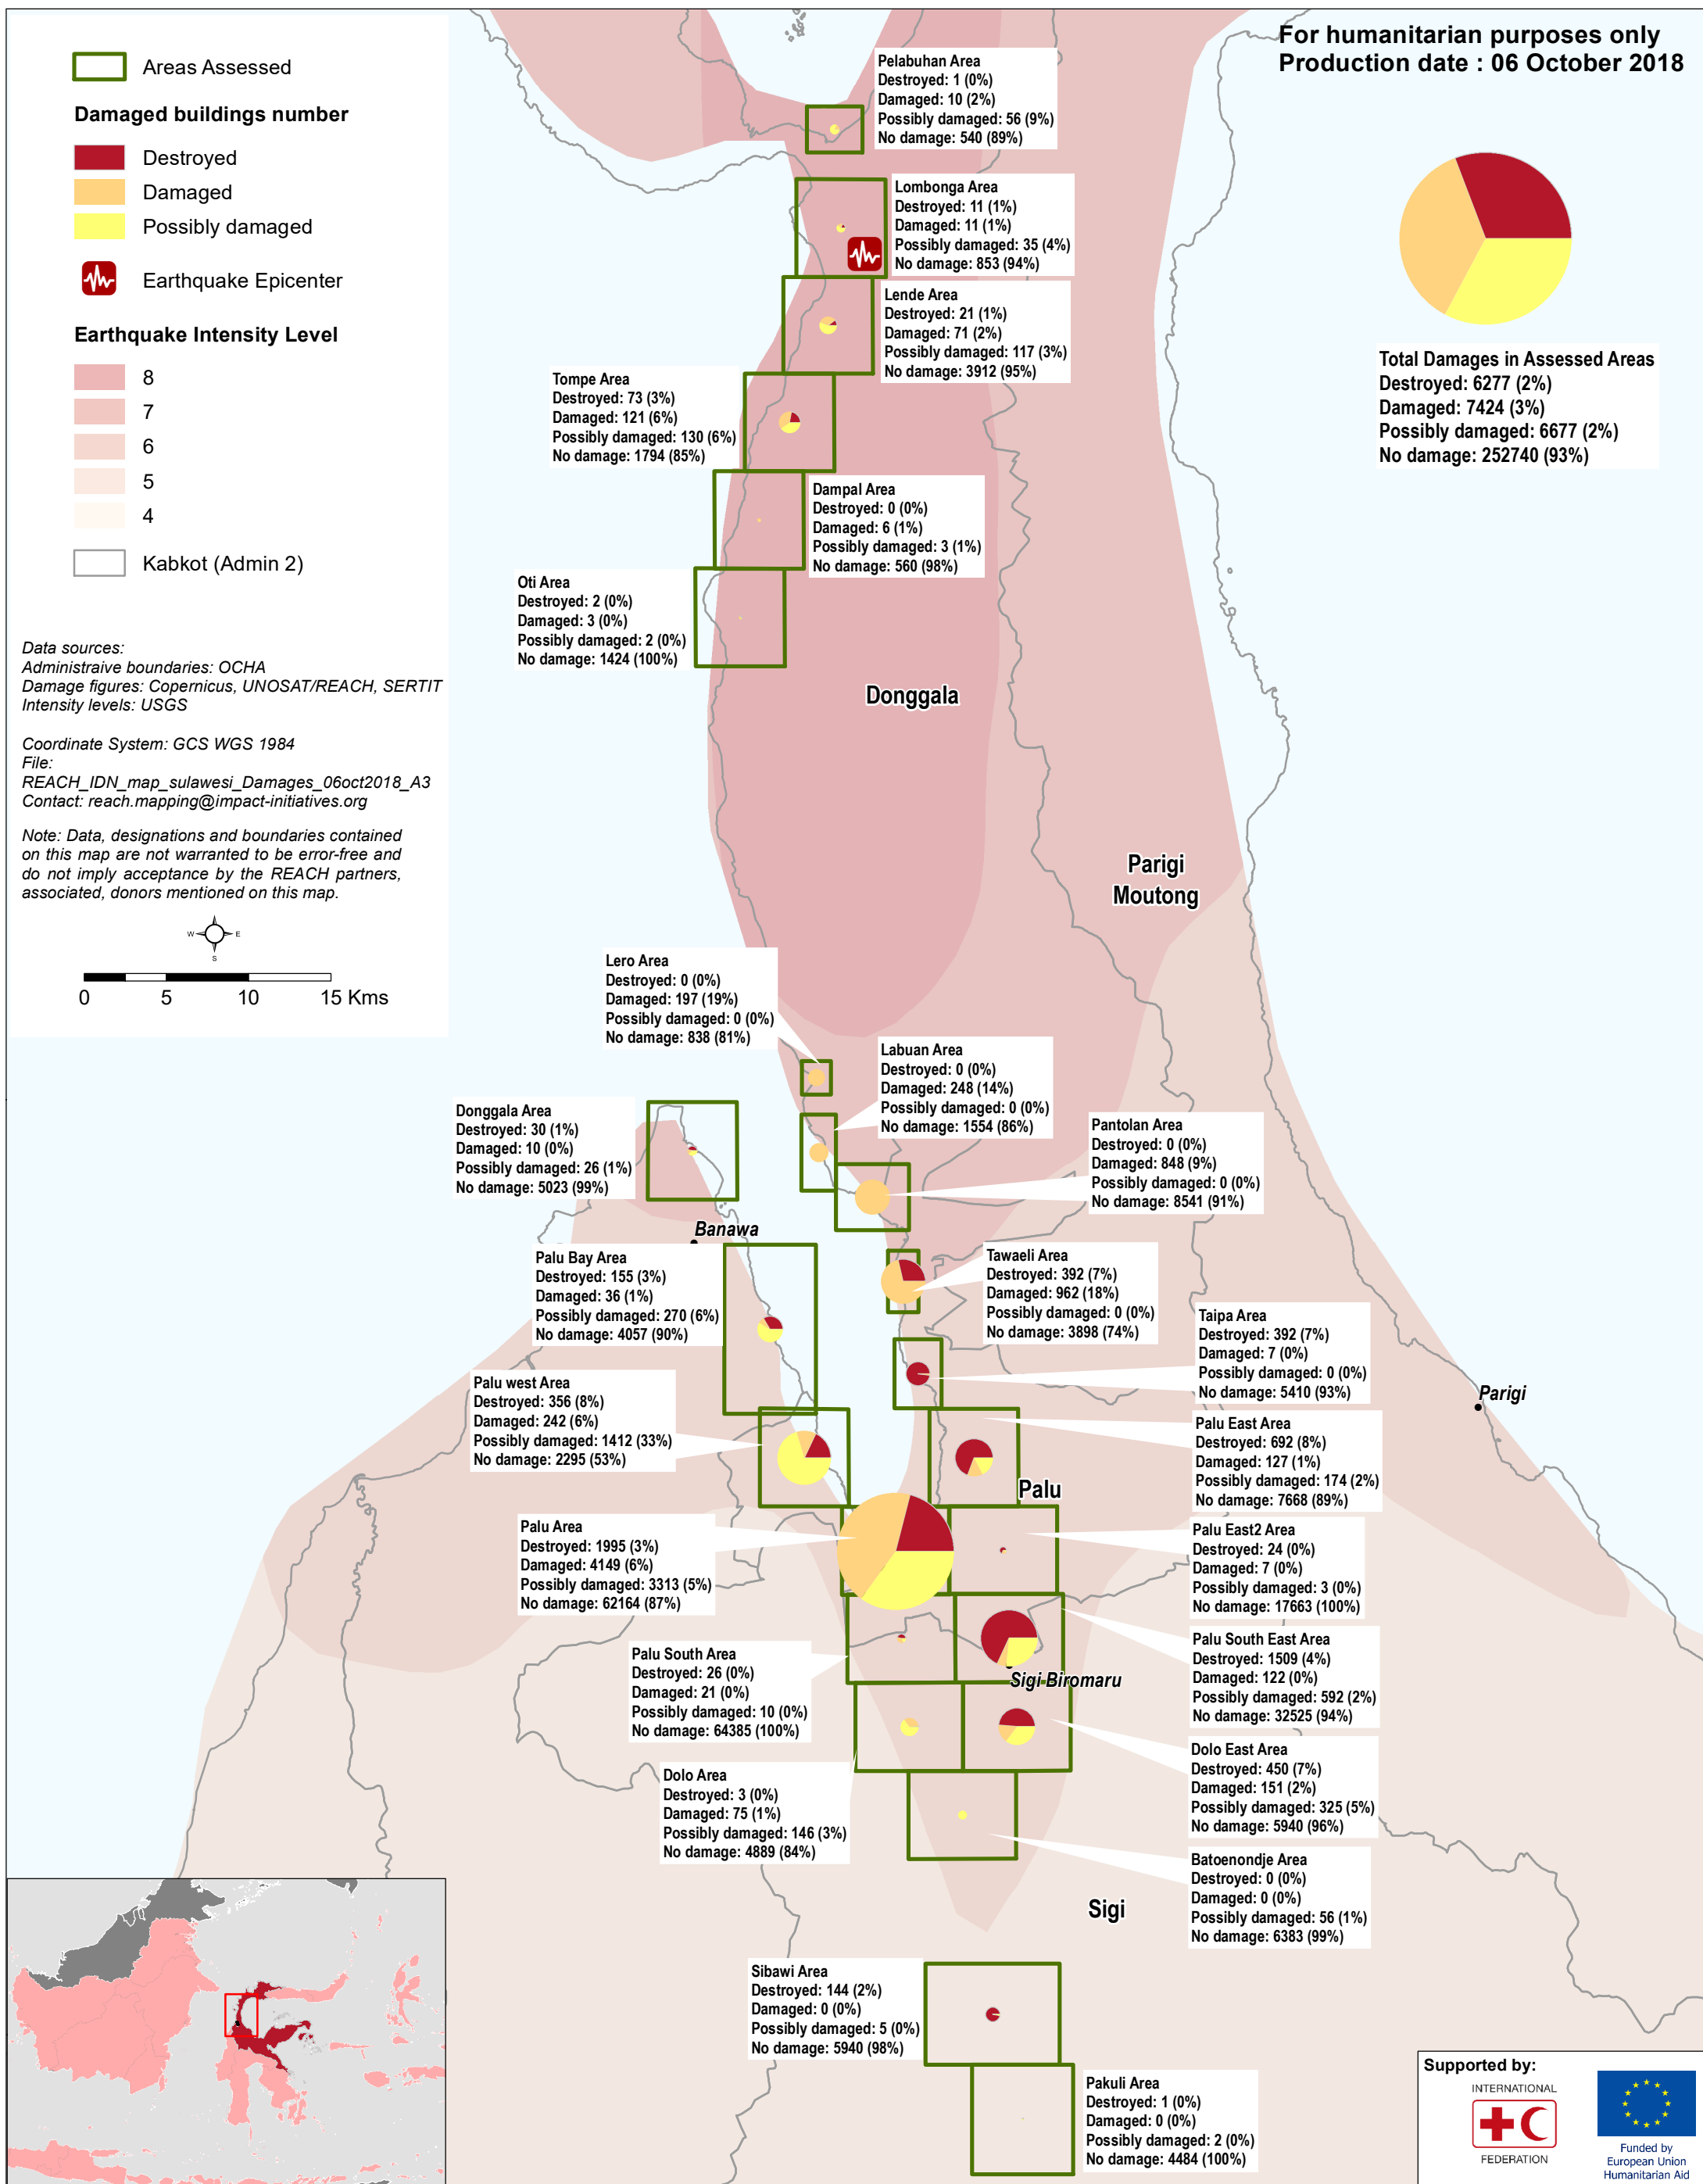 For humanitarian purposes only
Production date : 06 October 2018
Areas Assessed
Damaged buildings number
Destroyed
Damaged
Possibly damaged
Earthquake Epicenter
Earthquake Intensity Level
8
7
6
5
4
Kabkot (Admin 2)
Data sources:
Administraive boundaries: OCHA
Damage figures: Copernicus, UNOSAT/REACH, SERTIT
Intensity levels: USGS
Coordinate System: GCS WGS 1984
File:
REACH_IDN_map_sulawesi_Damages_06oct2018_A3
Contact: reach.mapping@impact-initiatives.org
Note: Data, designations and boundaries contained
on this map are not warranted to be error-free and
do not imply acceptance by the REACH partners,
associated, donors mentioned on this map.
W E
S
0 5 10 15 Kms
Pelabuhan Area
Destroyed: 1 (0%)
Damaged: 10 (2%)
Possibly damaged: 56 (9%)
No damage: 540 (89%)
Lombonga Area
Destroyed: 11 (1%)
Damaged: 11 (1%)
Possibly damaged: 35 (4%)
No damage: 853 (94%)
Lende Area
Destroyed: 21 (1%)
Damaged: 71 (2%)
Possibly damaged: 117 (3%)
No damage: 3912 (95%)
Total Damages in Assessed Areas
Destroyed: 6277 (2%)
Damaged: 7424 (3%)
Possibly damaged: 6677 (2%)
No damage: 252740 (93%)
Tompe Area
Destroyed: 73 (3%)
Damaged: 121 (6%)
Possibly damaged: 130 (6%)
No damage: 1794 (85%)
Dampal Area
Destroyed: 0 (0%)
Damaged: 6 (1%)
Possibly damaged: 3 (1%)
No damage: 560 (98%)
Oti Area
Destroyed: 2 (0%)
Damaged: 3 (0%)
Possibly damaged: 2 (0%)
No damage: 1424 (100%)
Donggala
Parigi
Moutong
Lero Area
Destroyed: 0 (0%)
Damaged: 197 (19%)
Possibly damaged: 0 (0%)
No damage: 838 (81%)
Labuan Area
Destroyed: 0 (0%)
Damaged: 248 (14%)
Possibly damaged: 0 (0%)
No damage: 1554 (86%)
Donggala Area
Destroyed: 30 (1%)
Damaged: 10 (0%)
Possibly damaged: 26 (1%)
No damage: 5023 (99%)
Pantolan Area
Destroyed: 0 (0%)
Damaged: 848 (9%)
Possibly damaged: 0 (0%)
No damage: 8541 (91%)
Banawa
Palu Bay Area
Destroyed: 155 (3%)
Damaged: 36 (1%)
Possibly damaged: 270 (6%)
No damage: 4057 (90%)
Tawaeli Area
Destroyed: 392 (7%)
Damaged: 962 (18%)
Possibly damaged: 0 (0%)
No damage: 3898 (74%)
Taipa Area
Destroyed: 392 (7%)
Damaged: 7 (0%)
Possibly damaged: 0 (0%)
No damage: 5410 (93%)
Parigi
Palu west Area
Destroyed: 356 (8%)
Damaged: 242 (6%)
Possibly damaged: 1412 (33%)
No damage: 2295 (53%)
Palu East Area
Destroyed: 692 (8%)
Damaged: 127 (1%)
Possibly damaged: 174 (2%)
No damage: 7668 (89%)
Palu
Palu Area
Destroyed: 1995 (3%)
Damaged: 4149 (6%)
Possibly damaged: 3313 (5%)
No damage: 62164 (87%)
Palu East2 Area
Destroyed: 24 (0%)
Damaged: 7 (0%)
Possibly damaged: 3 (0%)
No damage: 17663 (100%)
Palu South Area
Destroyed: 26 (0%)
Damaged: 21 (0%)
Possibly damaged: 10 (0%)
No damage: 64385 (100%)
Palu South East Area
Destroyed: 1509 (4%)
Damaged: 122 (0%)
Possibly damaged: 592 (2%)
No damage: 32525 (94%)
Sigi Biromaru
Dolo East Area
Destroyed: 450 (7%)
Damaged: 151 (2%)
Possibly damaged: 325 (5%)
No damage: 5940 (96%)
Dolo Area
Destroyed: 3 (0%)
Damaged: 75 (1%)
Possibly damaged: 146 (3%)
No damage: 4889 (84%)
Batoenondje Area
Destroyed: 0 (0%)
Damaged: 0 (0%)
Possibly damaged: 56 (1%)
No damage: 6383 (99%)
Sigi
Sibawi Area
Destroyed: 144 (2%)
Damaged: 0 (0%)
Possibly damaged: 5 (0%)
No damage: 5940 (98%)
Pakuli Area
Destroyed: 1 (0%)
Damaged: 0 (0%)
Possibly damaged: 2 (0%)
No damage: 4484 (100%)
Supported by:
INTERNATIONAL
FEDERATION
Funded by
European Union
Humanitarian Aid